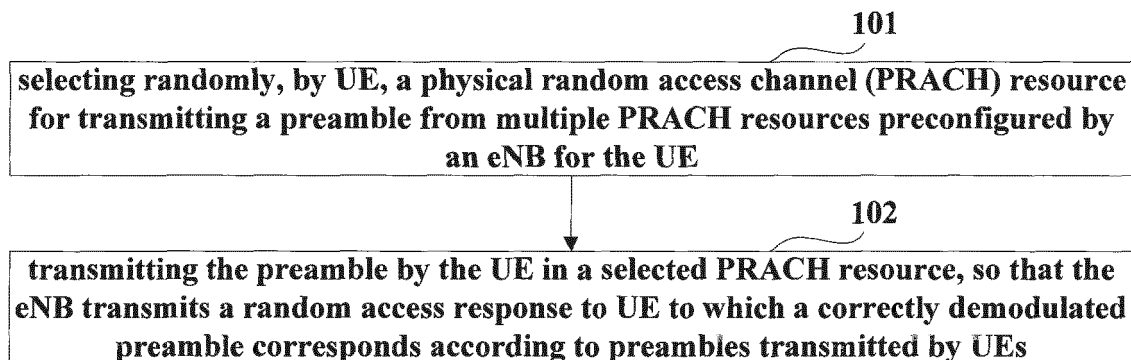 101
selecting randomly, by UE, a physical random access channel (PRACH) resource
for transmitting a preamble from multiple PRACH resources preconfigured by
an eNB for the UE
102
transmitting the preamble by the UE in a selected PRACH resource, so that the
eNB transmits a random access response to UE to which a correctly demodulated
preamble corresponds according to preambles transmitted by UEs